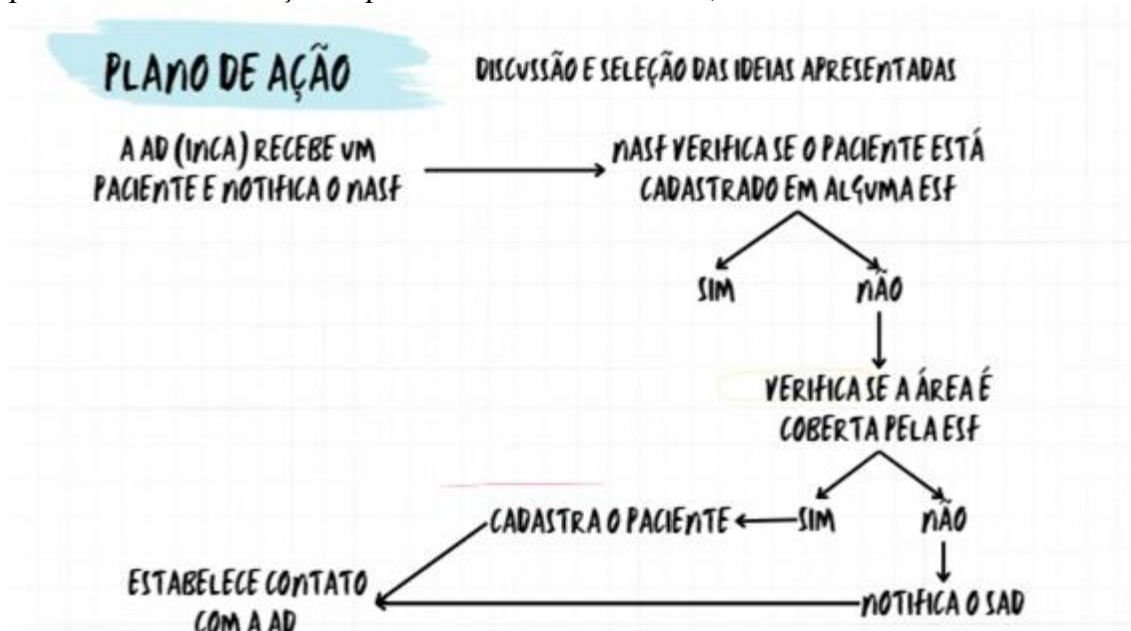 PLANO DE AÇÃO
DISCUSSÃO E SELEÇÃO DAS IDEIAS APRESENTADAS
A AD (INCA) RECEBE UM
PACIENTE E NOTIFICA O NASF
NASF VERIFICA SE O PACIENTE ESTÁ
CADASTRADO EM ALGUMA ESF
SIM
NÃO
VERIFICA SE A ÁREA É
COBERTA PELA ESF
CADASTRA O PACIENTE
SIM
NÃO
ESTABELECE CONTATO
COM A AD
NOTIFICA O SAD